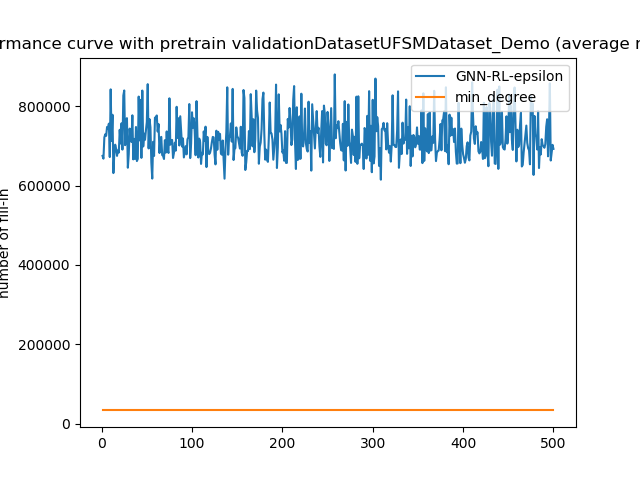 rmance curve with pretrain validationDatasetUFSMDataset_Demo (average
GNN-RL-epsilon
min_degree
number of fill-in
800000
600000
400000
200000
0
0 100 200 300 400 500